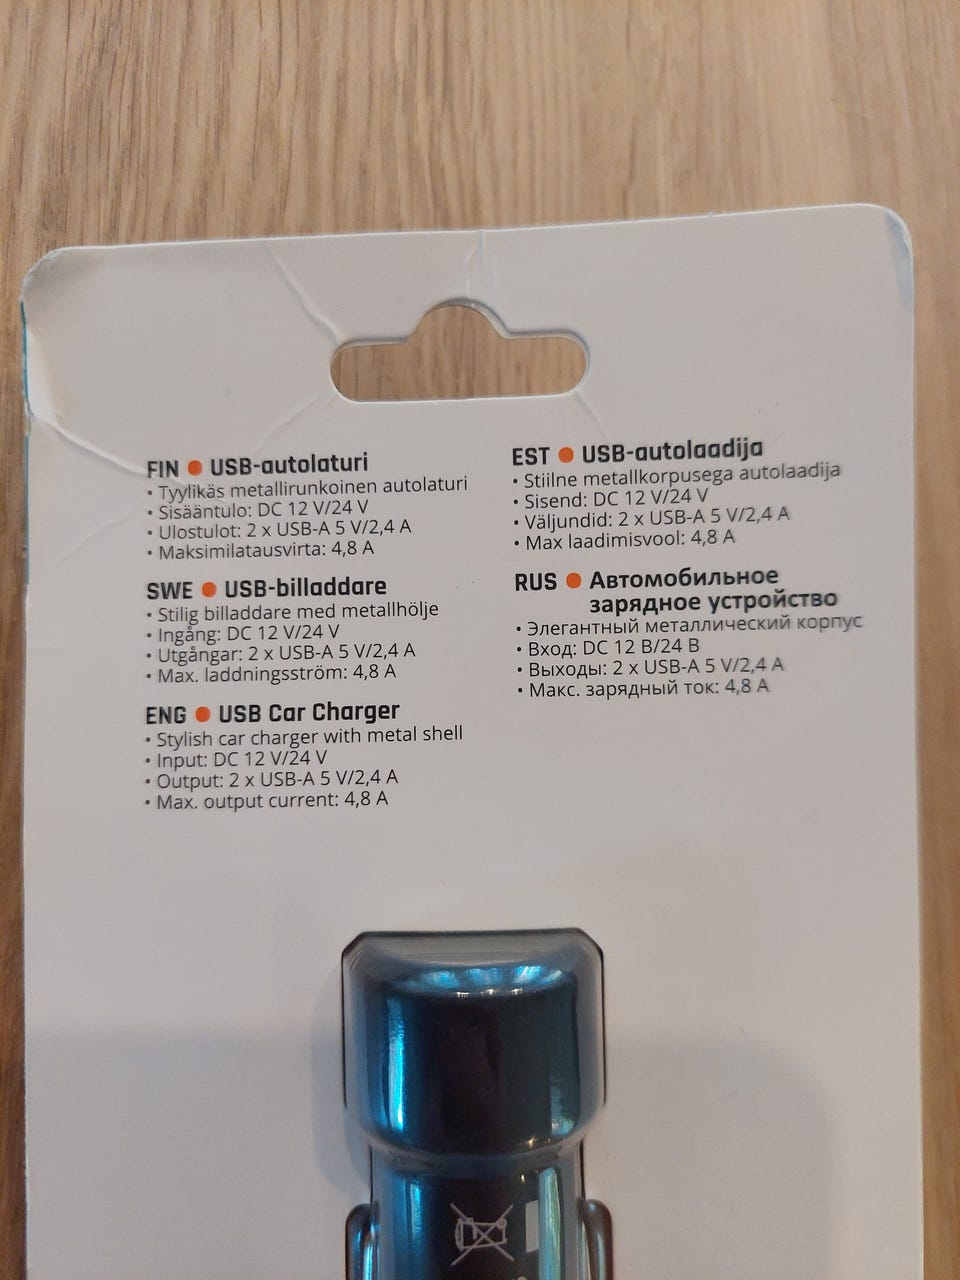 FIN ● USB-autolaturi
• Tyylikäs metallirunkoinen autolaturi
• Sisääntulo: DC 12 V/24 V
• Ulostulot: 2 x USB-A 5 V/2,4 A
• Maksimilatausvirta: 4,8 A
SWE ● USB-billaddare
• Stilig billaddare med metallhölje
• Ingång: DC 12 V/24 V
• Utgångar: 2 x USB-A 5 V/2,4 A
• Max. laddningsström: 4,8 A
ENG ● USB Car Charger
• Stylish car charger with metal shell
• Input: DC 12 V/24 V
• Output: 2 x USB-A 5 V/2,4 A
• Max. output current: 4,8 A
EST ● USB-autolaadija
• Stiilne metallkorpusega autolaadija
• Sisend: DC 12 V/24 V
• Väljundid: 2 x USB-A 5 V/2,4 A
• Max laadimisvool: 4,8 A
RUS ● Автомобильное
зарядное устройство
• Элегантный металлический корпус
• Вход: DC 12 В/24 В
• Выходы: 2 x USB-A 5 V/2,4 A
• Макс. зарядный ток: 4,8 A